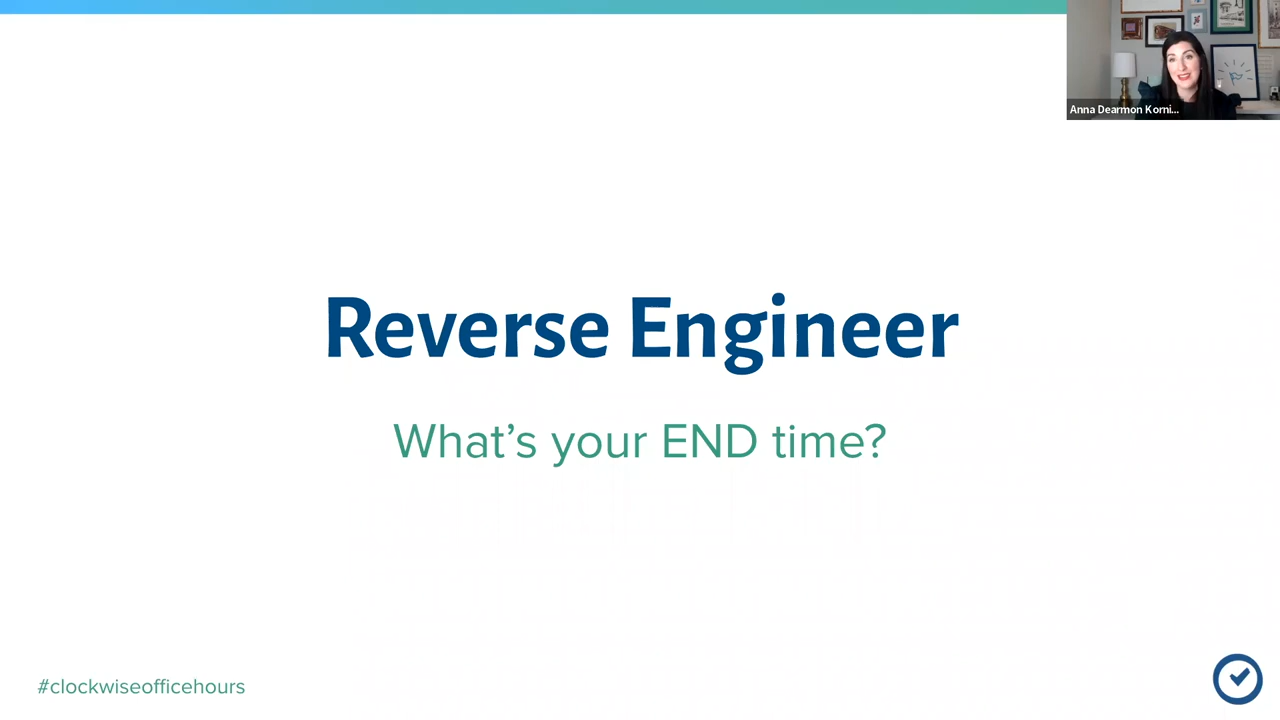 Anna Dearmon Korni...
Reverse Engineer
What's your END time?
#clockwiseofficehours